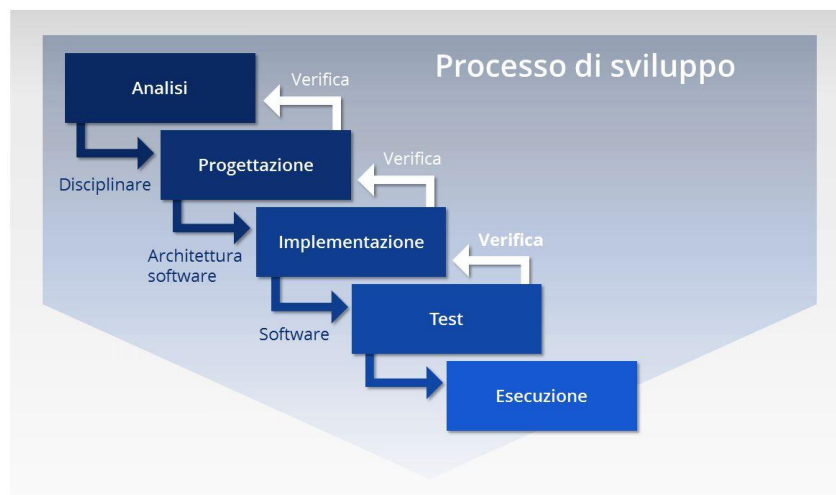 Processo di sviluppo
Analisi
Verifica
Disciplinare
Progettazione
Verifica
Architettura
software
Implementazione
Verifica
Software
Test
Esecuzione